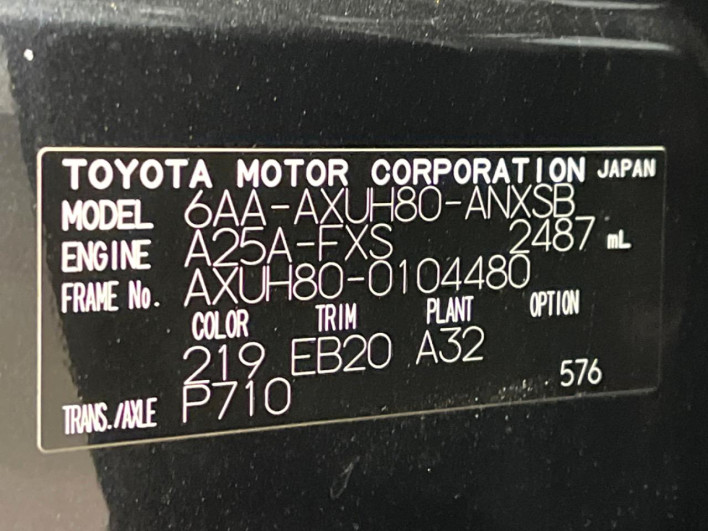 TOYOTA MOTOR CORPORATION JAPAN
MODEL 6AA-AXUH80-ANXSB
ENGINE A25A-FXS 2487 mL
FRAME No. AXUH80-0104480
COLOR TRIM PLANT OPTION
219 EB20 A32
TRANS./AXLE P710 576